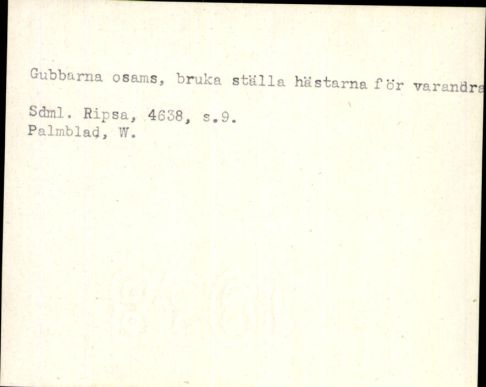 Gubbarna osams, bruka ställa hästarna för varandra
Sdml. Ripsa, 4638, s.9.
Palmblad, W.